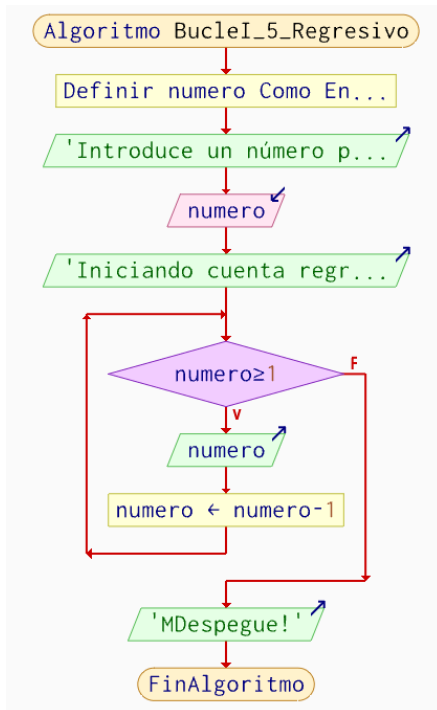 Algoritmo BucleI_5_Regresivo
Definir numero Como En...
'Introduce un número p...
numero
'Iniciando cuenta regr...
numero≥1
F
V
numero
numero ← numero-1
'MDespegue!'
FinAlgoritmo